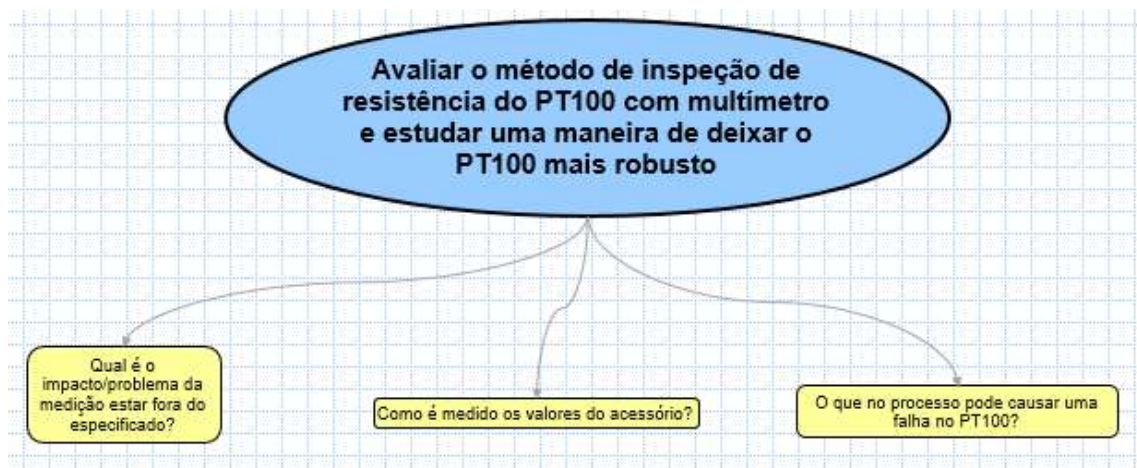 Avaliar o método de inspeção de
resistência do PT100 com multímetro
e estudar uma maneira de deixar o
PT100 mais robusto
Qual é o
impacto/problema da
medição estar fora do
especificado?
Como é medido os valores do acessório?
O que no processo pode causar uma
falha no PT100?